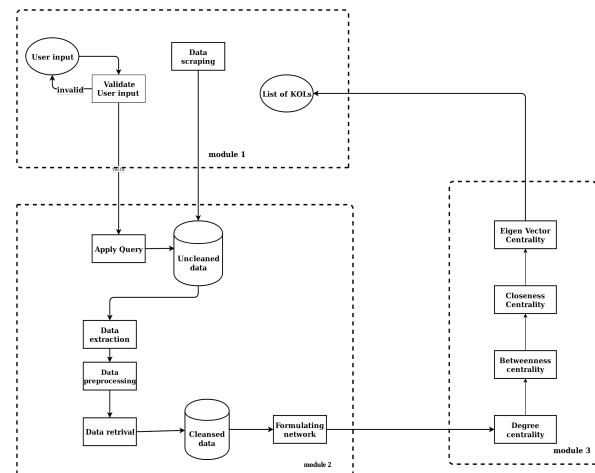 User input
Data
scraping
invalid
Validate
User input
List of KOLs
module 1
valid
Apply Query
Uncleaned
data
Eigen Vector
Centrality
Closeness
Centrality
Data
extraction
Data
preprocessing
Betweenness
centrality
Data retrival
Cleansed
data
Formulating
network
Degree
centrality
module 3
module 2